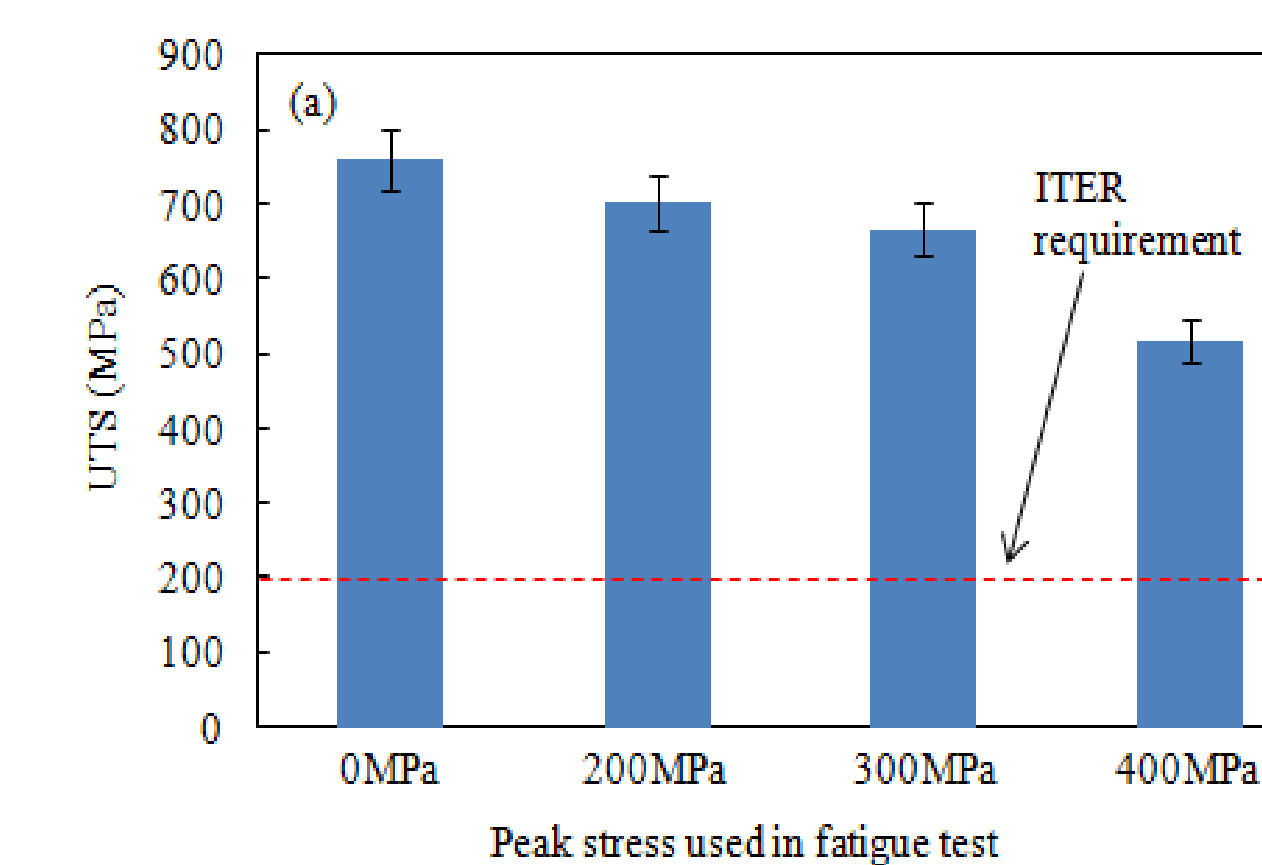 900
(a)
800
700
600
500
400
300
200
100
0
UTS (MPa)
ITER
requirement
0MPa 200MPa 300MPa 400MPa
Peak stress used in fatigue test